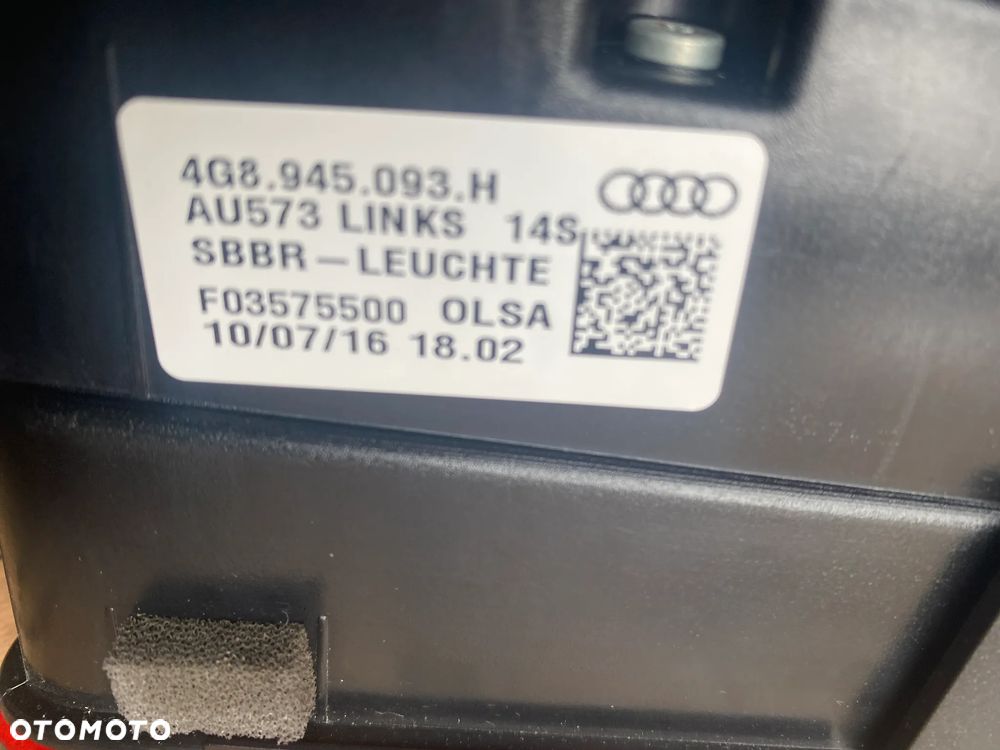 4G8.945.093.H
AU573 LINKS 14S
SBBR-LEUCHTE
F03575500 OLSA
10/07/16 18.02
OTOMOTO